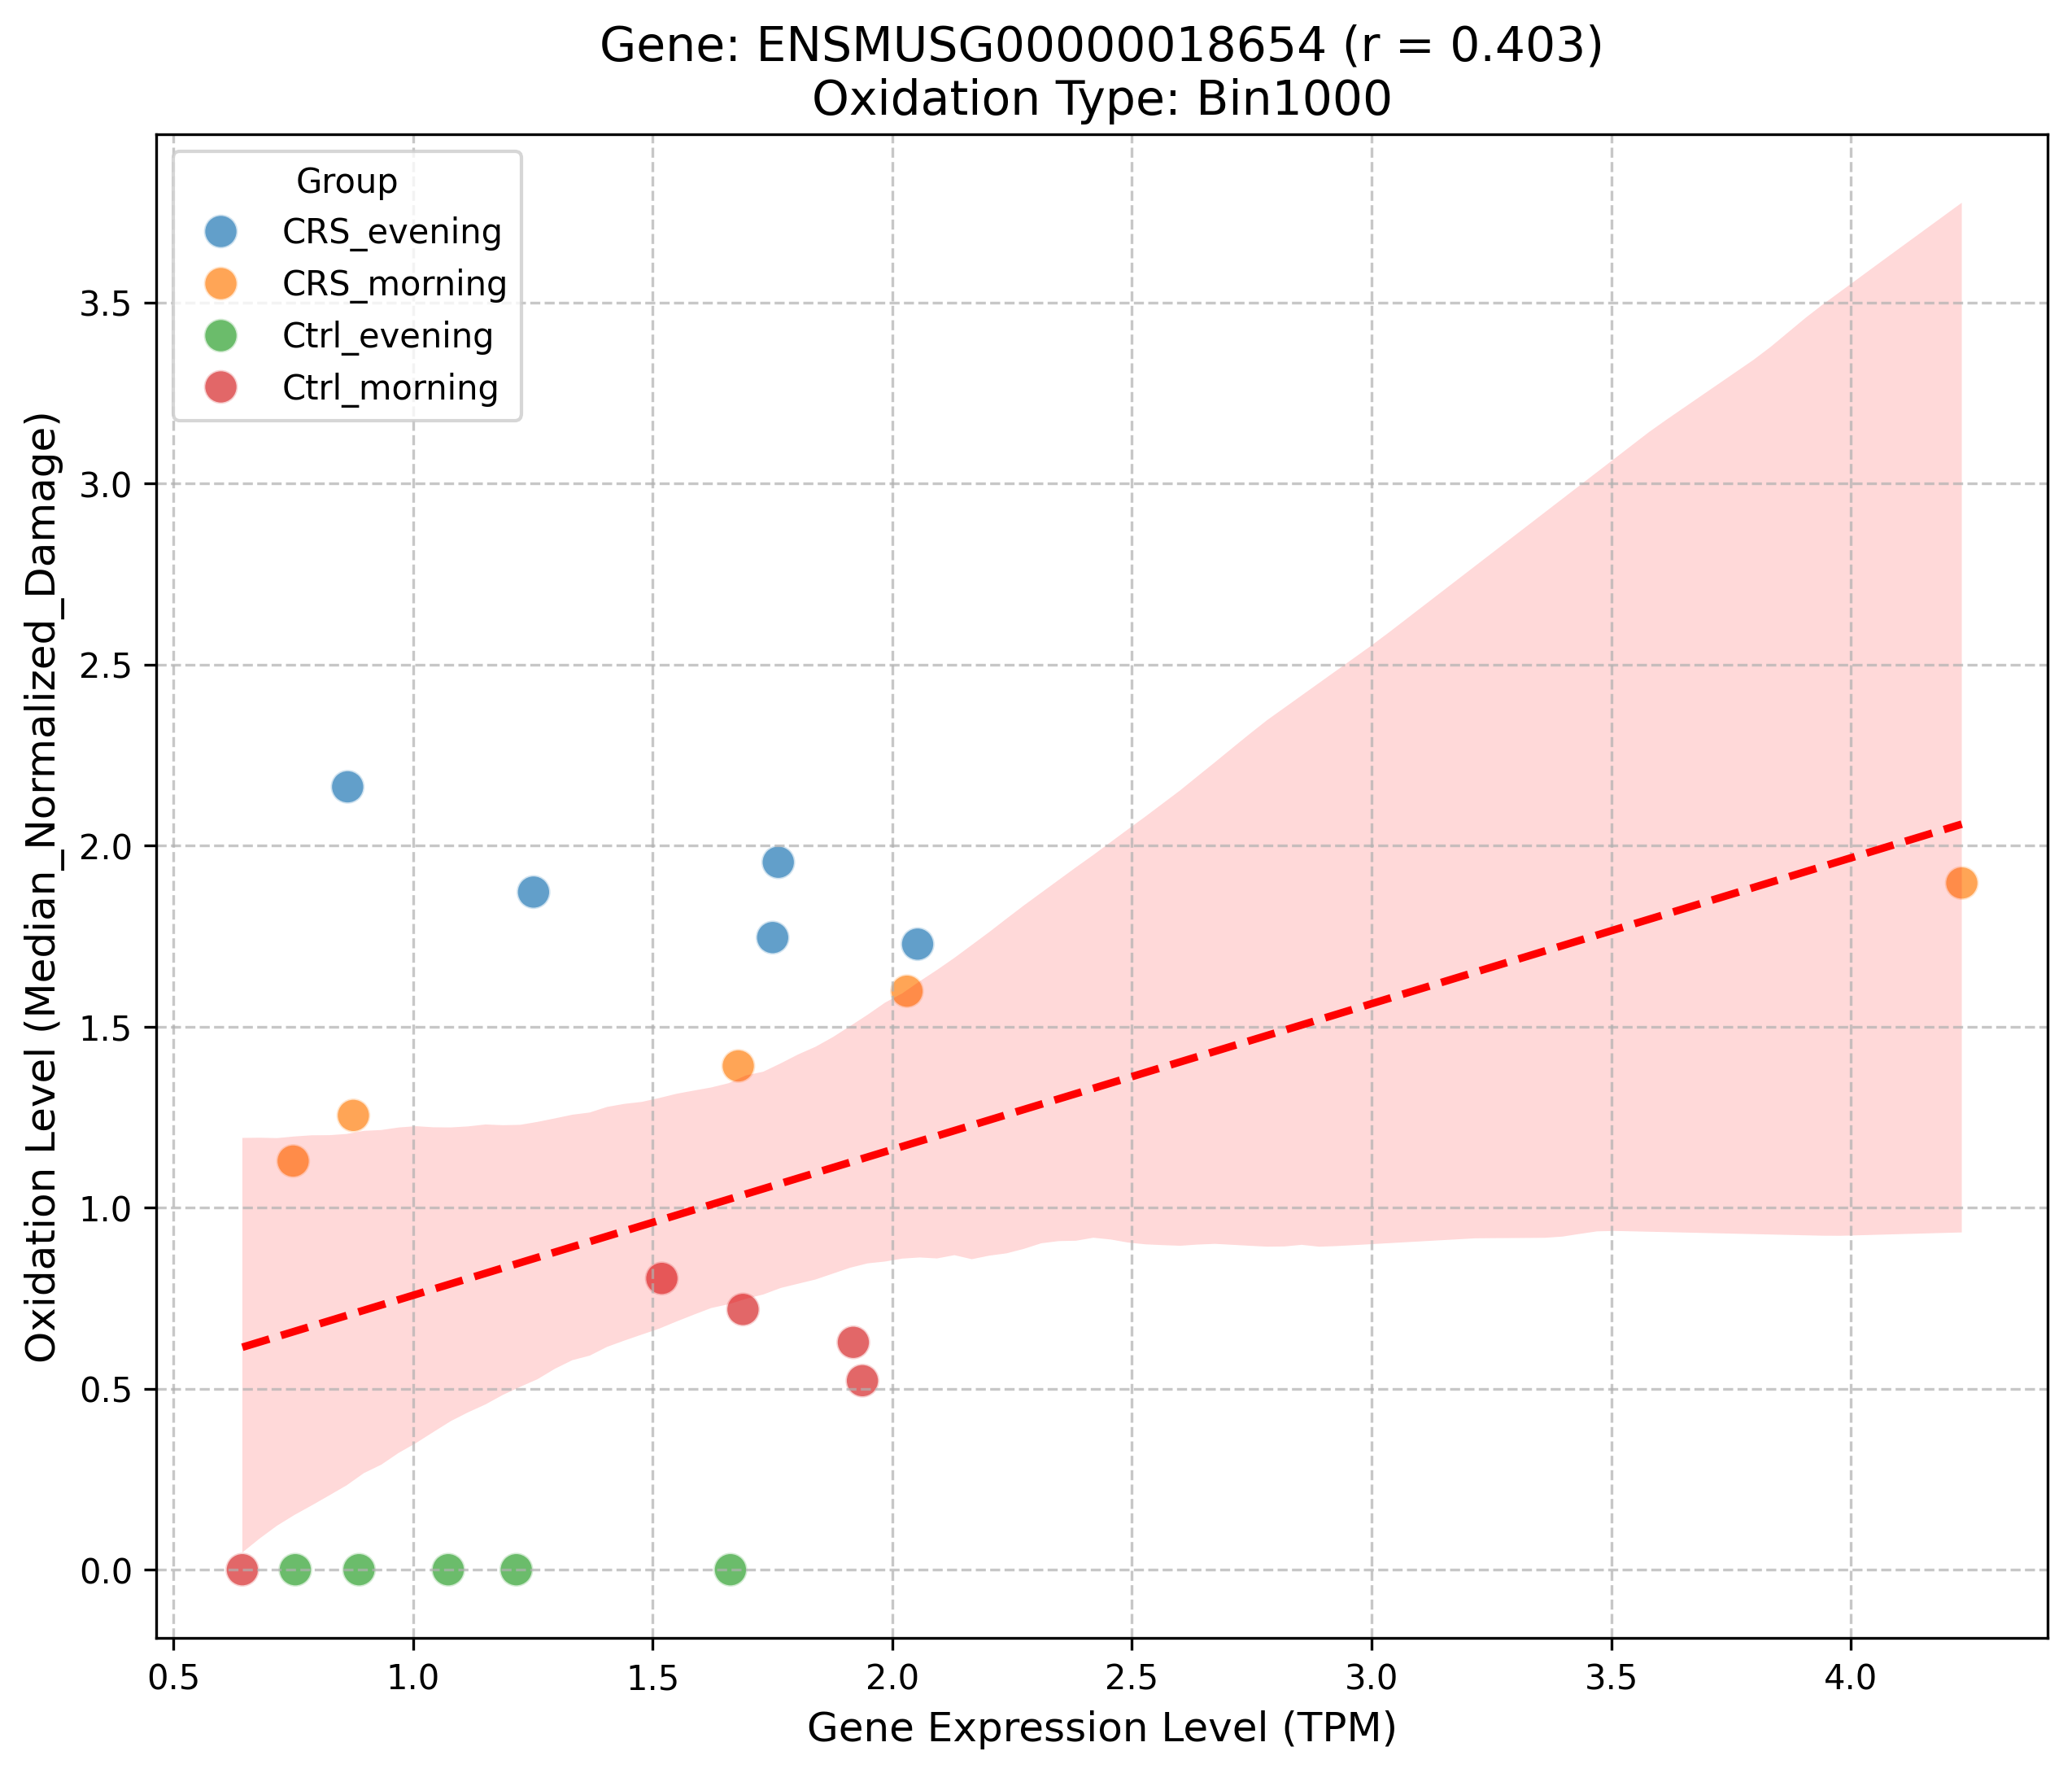 Gene: ENSMUSG00000018654 (r = 0.403)
Oxidation Type: Bin1000
Group
CRS_evening
CRS_morning
Ctrl_evening
Ctrl_morning
Oxidation Level (Median_Normalized_Damage)
3.5
3.0
2.5
2.0
1.5
1.0
0.5
0.0
0.5 1.0 1.5 2.0 2.5 3.0 3.5 4.0
Gene Expression Level (TPM)